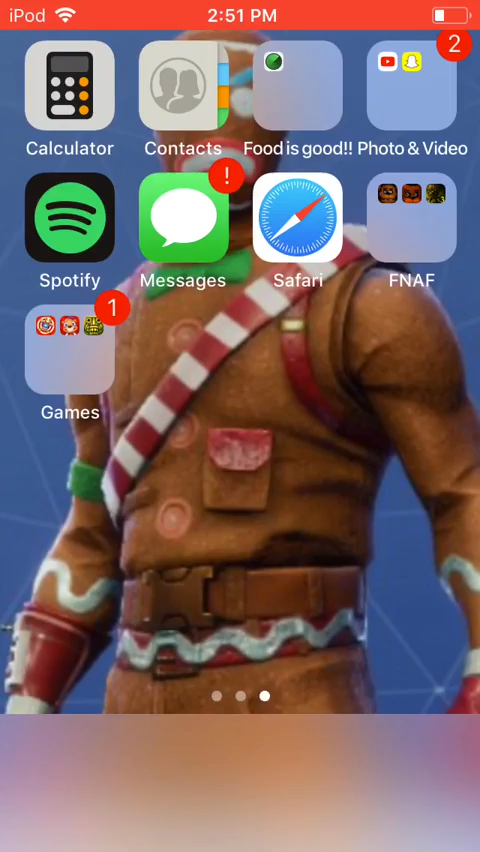 iPod 2:51 PM
2
Calculator Contacts Food is good!! Photo & Video
!
Spotify Messages Safari FNAF
1
Games